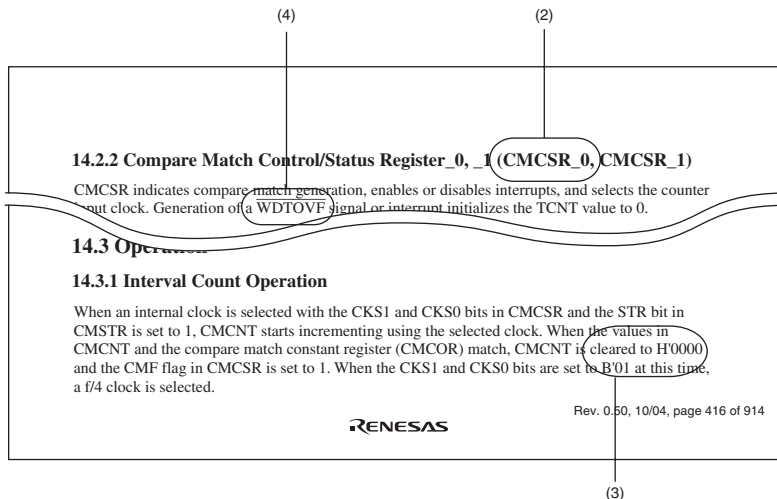 (4) (2)
14.2.2 Compare Match Control/Status Register_0, _1 (CMCSR_0, CMCSR_1)
CMCSR indicates compare match generation, enables or disables interrupts, and selects the counter
input clock. Generation of a WDTOVF signal or interrupt initializes the TCNT value to 0.
14.3 Operation
14.3.1 Interval Count Operation
When an internal clock is selected with the CKS1 and CKS0 bits in CMCSR and the STR bit in
CMSTR is set to 1, CMCNT starts incrementing using the selected clock. When the values in
CMCNT and the compare match constant register (CMCOR) match, CMCNT is cleared to H'0000
and the CMF flag in CMCSR is set to 1. When the CKS1 and CKS0 bits are set to B'01 at this time,
a f/4 clock is selected.
Rev. 0.50, 10/04, page 416 of 914
RENESAS
(3)